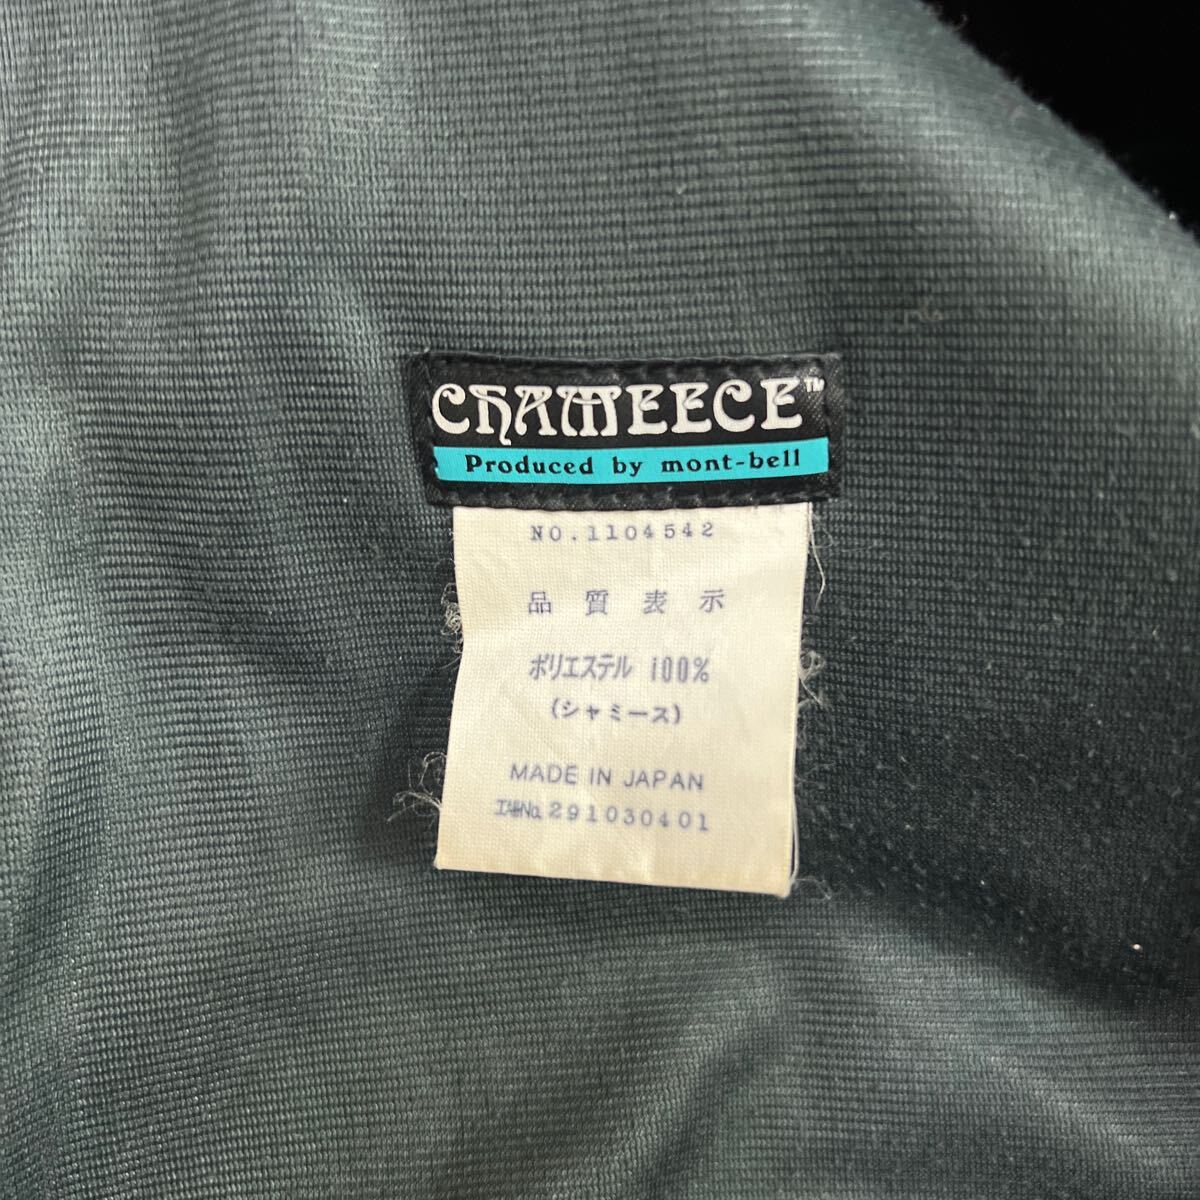 CHAMEECE™
Produced by mont-bell
NO.1104542
品質表示
ポリエステル 100%
(シャミース)
MADE IN JAPAN
工場No.291030401